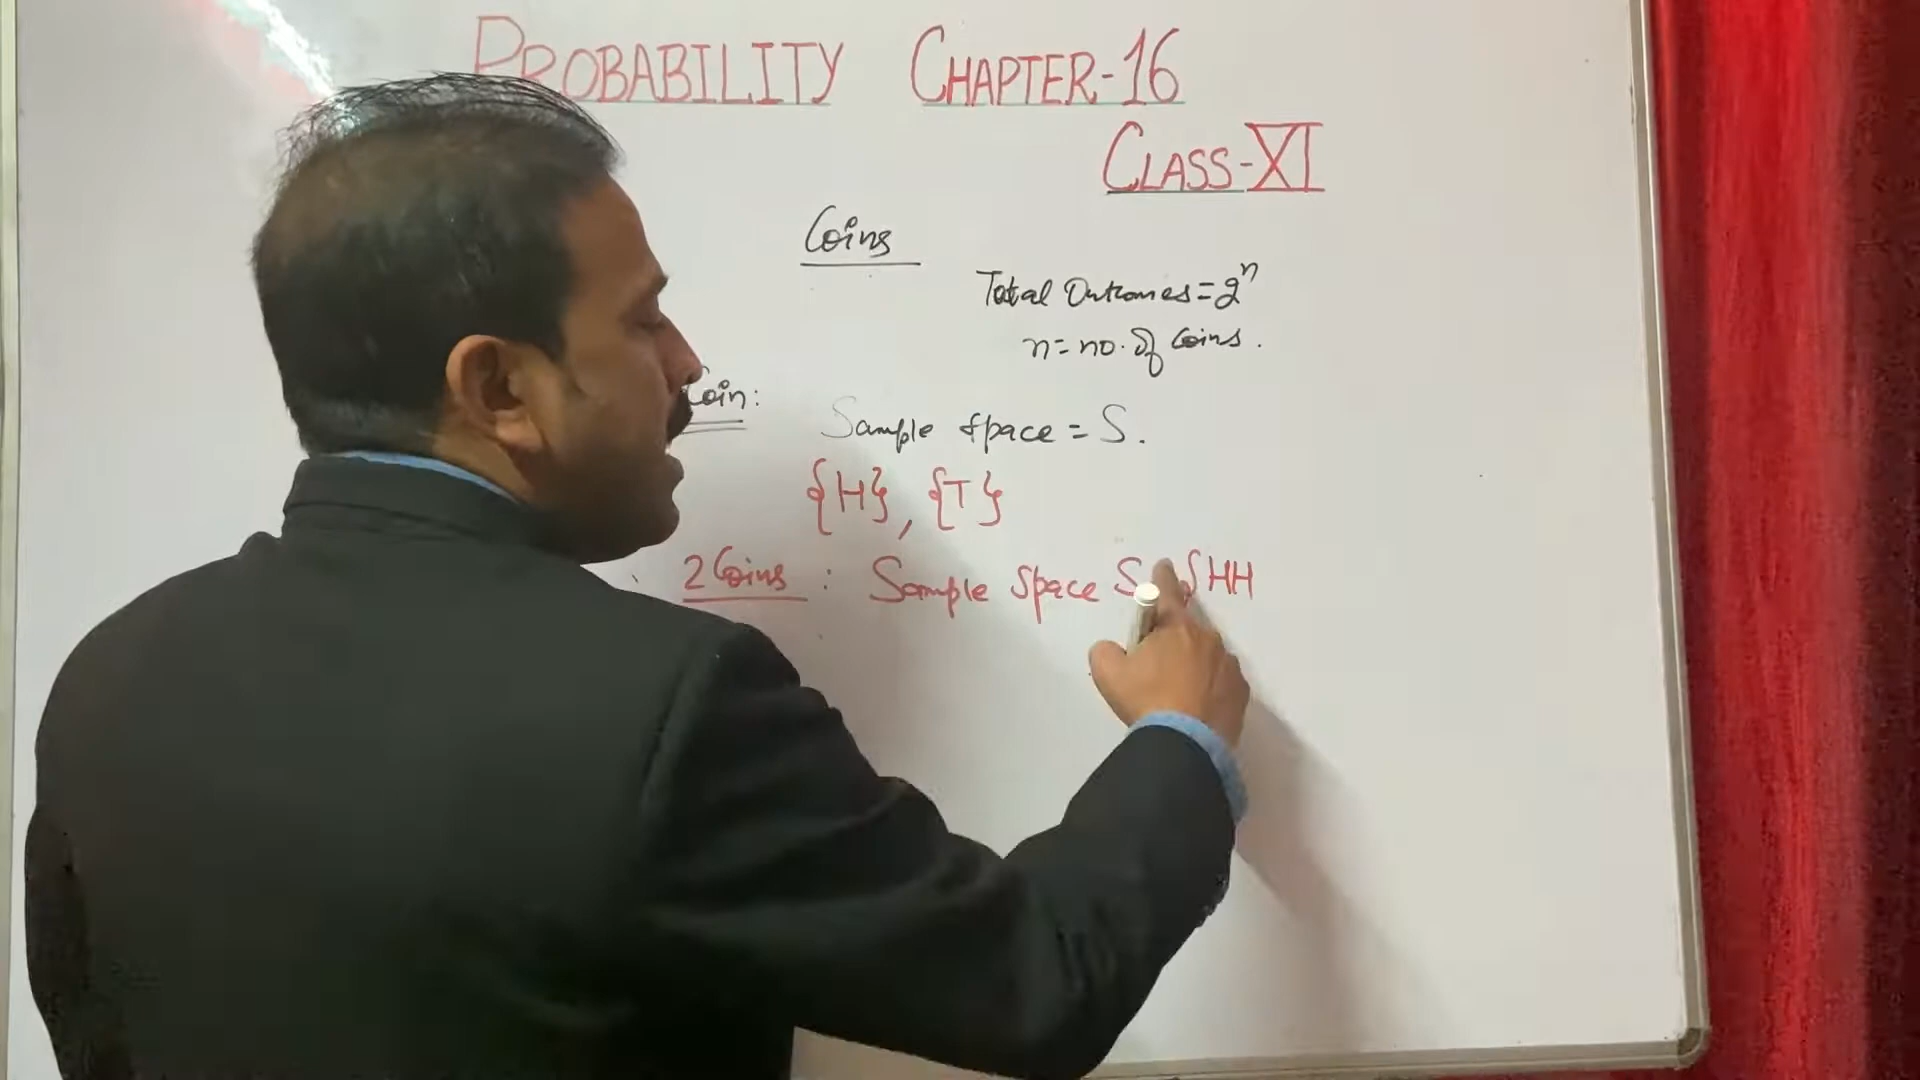 PROBABILITY CHAPTER-16
CLASS-XI
Coins
Total Outcomes = 2ⁿ
n = no. of Coins.
Coin:
Sample Space = S.
{H}, {T}
2 Coins : Sample Space S {HH